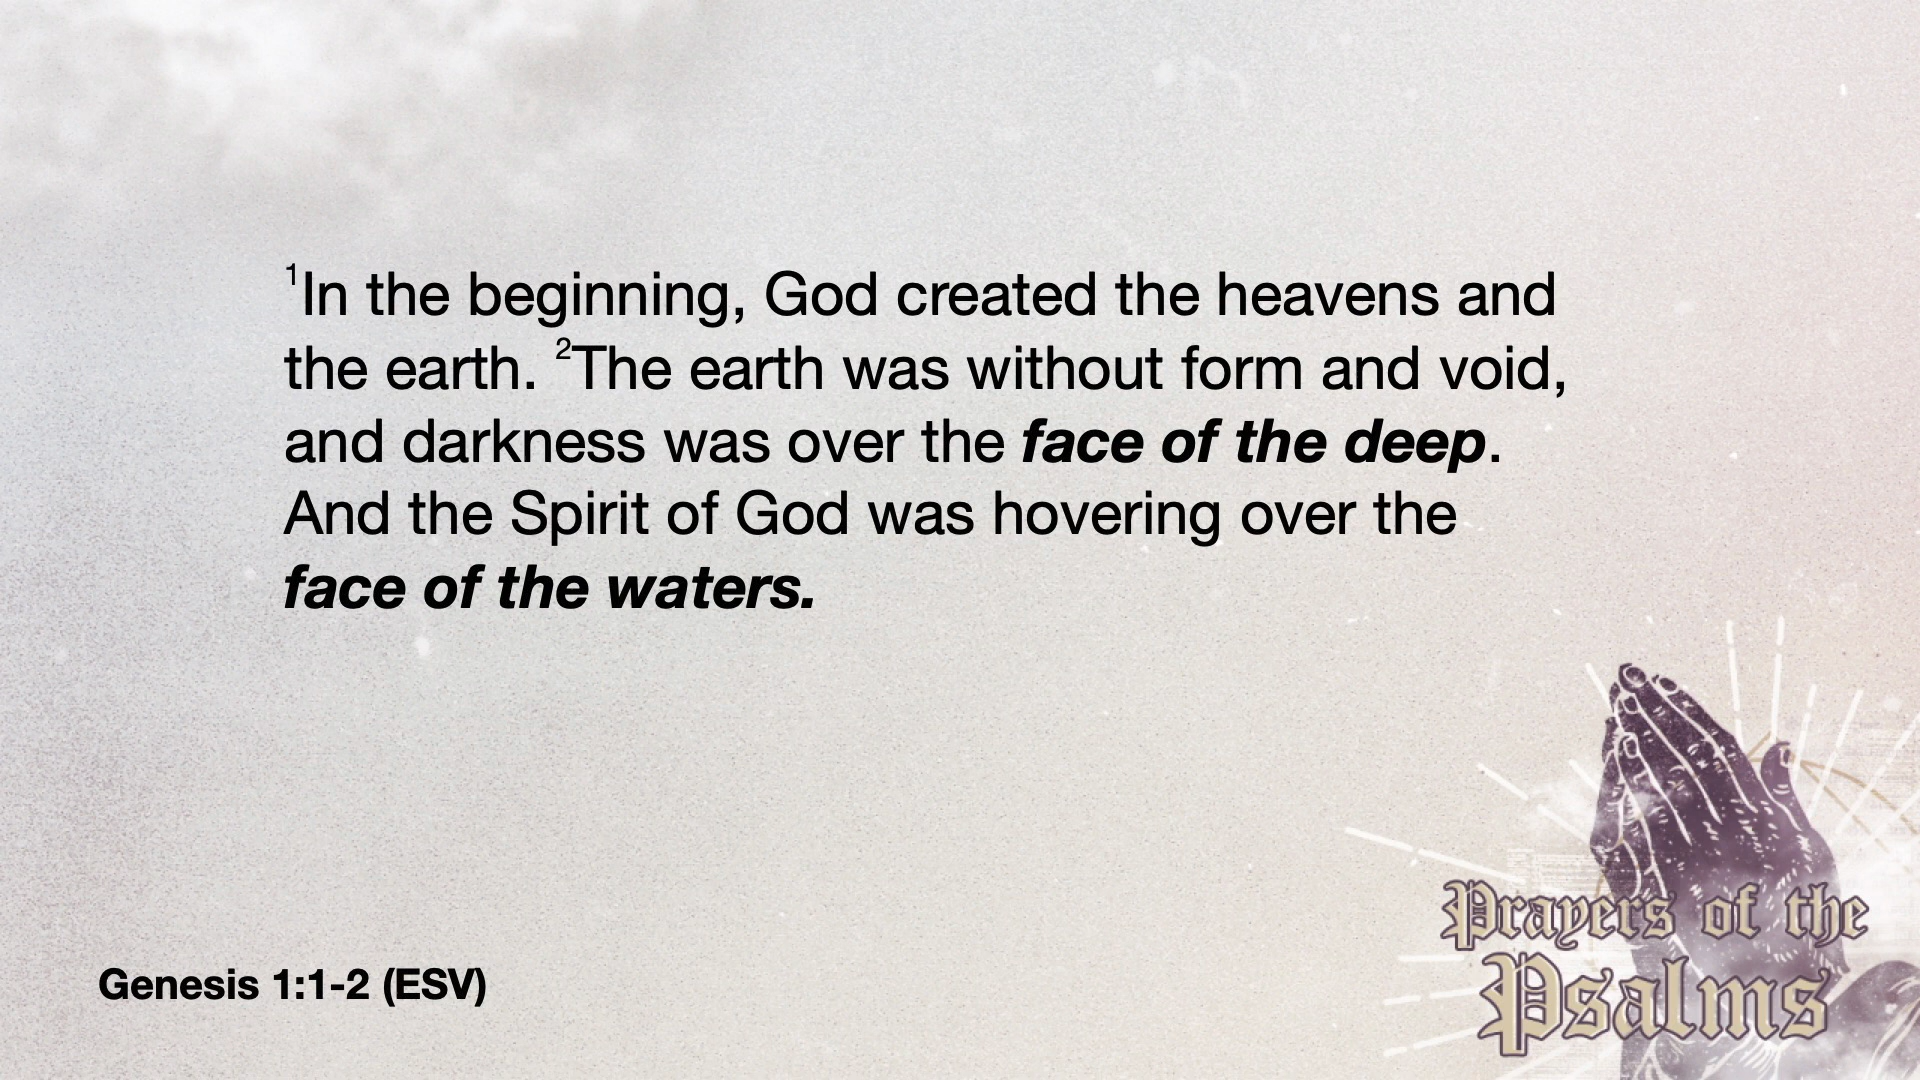 ¹In the beginning, God created the heavens and
the earth. ²The earth was without form and void,
and darkness was over the face of the deep.
And the Spirit of God was hovering over the
face of the waters.
Genesis 1:1-2 (ESV)
Prayers of the
Psalms